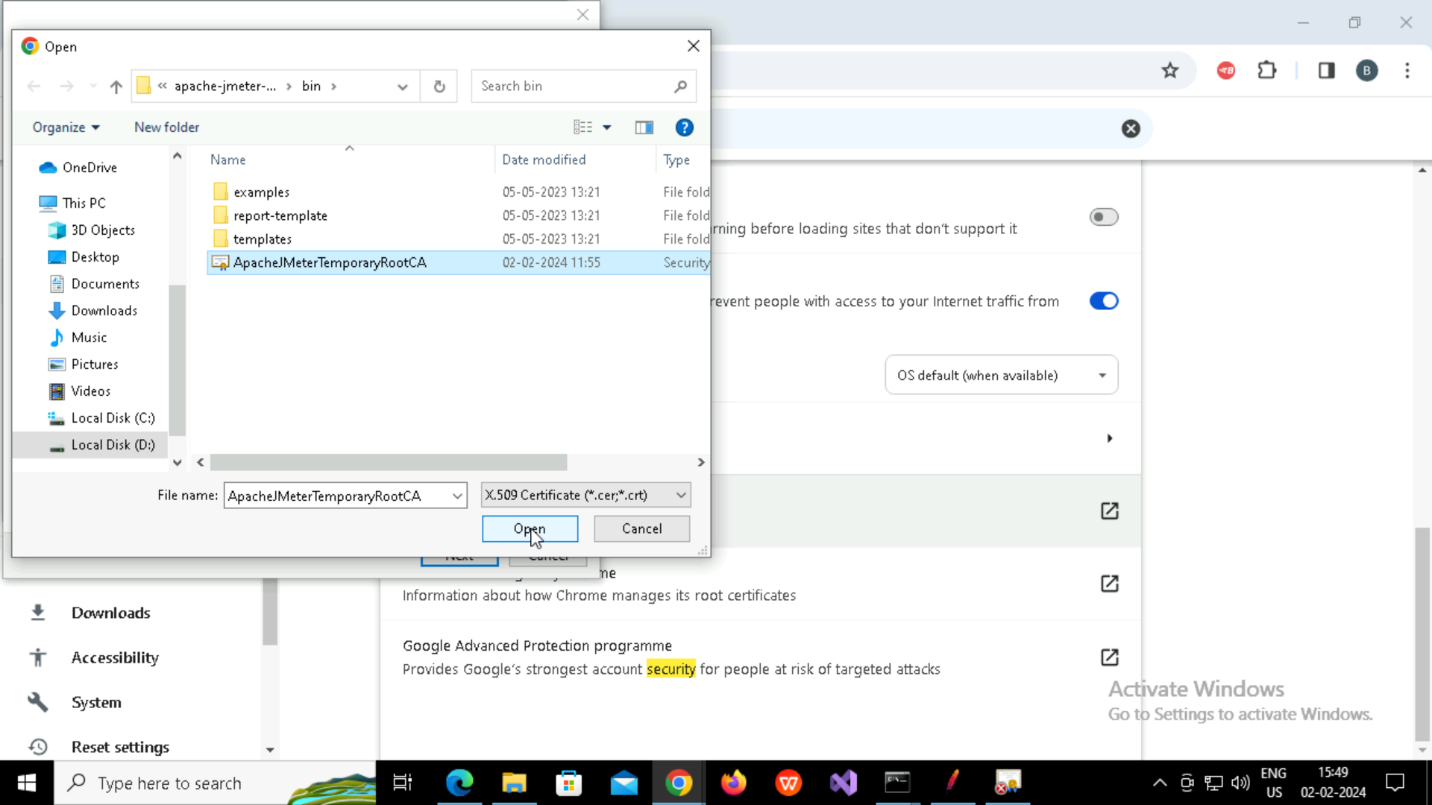 Open
« apache-jmeter-... › bin ›
Search bin
Organize
New folder
Name
Date modified
Type
OneDrive
This PC
3D Objects
Desktop
Documents
Downloads
Music
Pictures
Videos
Local Disk (C:)
Local Disk (D:)
examples 05-05-2023 13:21 File fold
report-template 05-05-2023 13:21 File fold
templates 05-05-2023 13:21 File fold
ApacheJMeterTemporaryRootCA 02-02-2024 11:55 Security
File name: ApacheJMeterTemporaryRootCA X.509 Certificate (*.cer;*.crt)
Open Cancel
Next Cancel
B
rning before loading sites that don't support it
revent people with access to your Internet traffic from
OS default (when available)
me
Information about how Chrome manages its root certificates
Google Advanced Protection programme
Provides Google's strongest account security for people at risk of targeted attacks
Downloads
Accessibility
System
Reset settings
Activate Windows
Go to Settings to activate Windows.
Type here to search
ENG
US
15:49
02-02-2024